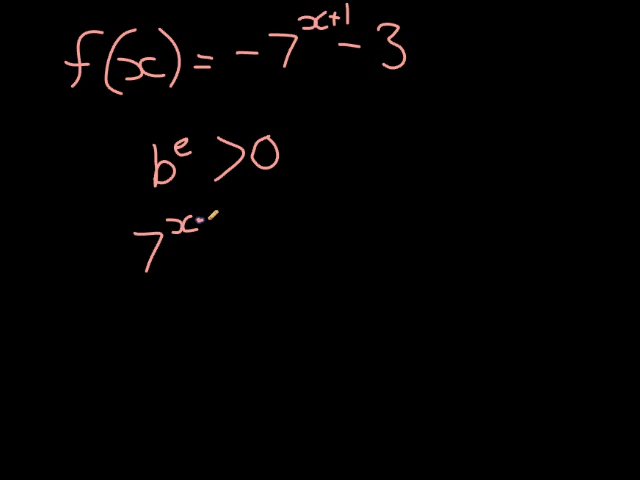 f(x) = -7^{x+1} - 3
b^e > 0
7^x